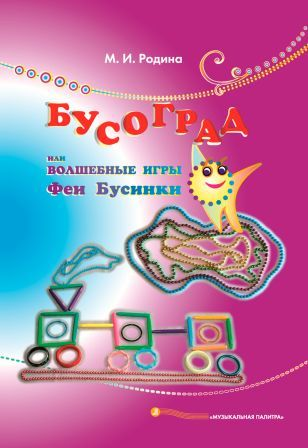 М. И. Родина
БУСОГРАД
или
ВОЛШЕБНЫЕ ИГРЫ
Феи Бусинки
«МУЗЫКАЛЬНАЯ ПАЛИТРА»